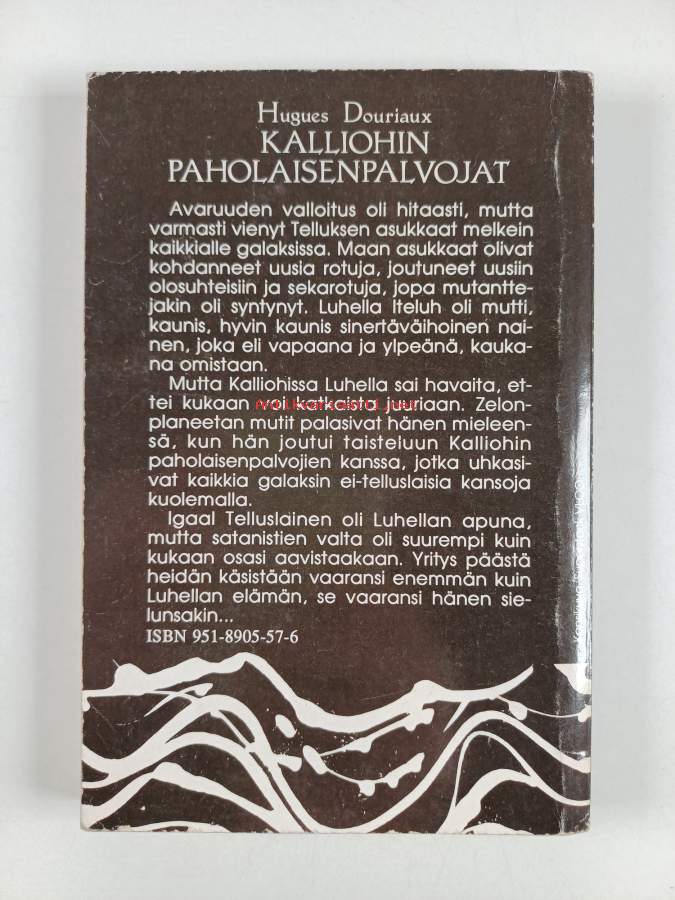 Hugues Douriaux
KALLIOHIN
PAHOLAISENPALVOJAT
Avaruuden valloitus oli hitaasti, mutta
varmasti vienyt Telluksen asukkaat melkein
kaikkialle galaksissa. Maan asukkaat olivat
kohdanneet uusia rotuja, joutuneet uusiin
olosuhteisiin ja sekarotuja, jopa mutantte-
jakin oli syntynyt. Luhella Iteluh oli mutti,
kaunis, hyvin kaunis sinertäväihoinen nai-
nen, joka eli vapaana ja ylpeänä, kauka-
na omistaan.
Mutta Kalliohissa Luhella sai havaita, et-
tei kukaan voi katkaista juuriaan. Zelon-
planeetan mutit palasivat hänen mieleen-
sä, kun hän joutui taisteluun Kalliohin
paholaisenpalvojien kanssa, jotka uhkasi-
vat kaikkia galaksin ei-telluslaisia kansoja
kuolemalla.
Igaal Telluslainen oli Luhellan apuna,
mutta satanistien valta oli suurempi kuin
kukaan osasi aavistaakaan. Yritys päästä
heidän käsistään vaaransi enemmän kuin
Luhellan elämän, se vaaransi hänen sie-
lunsakin...
ISBN 951-8905-57-6